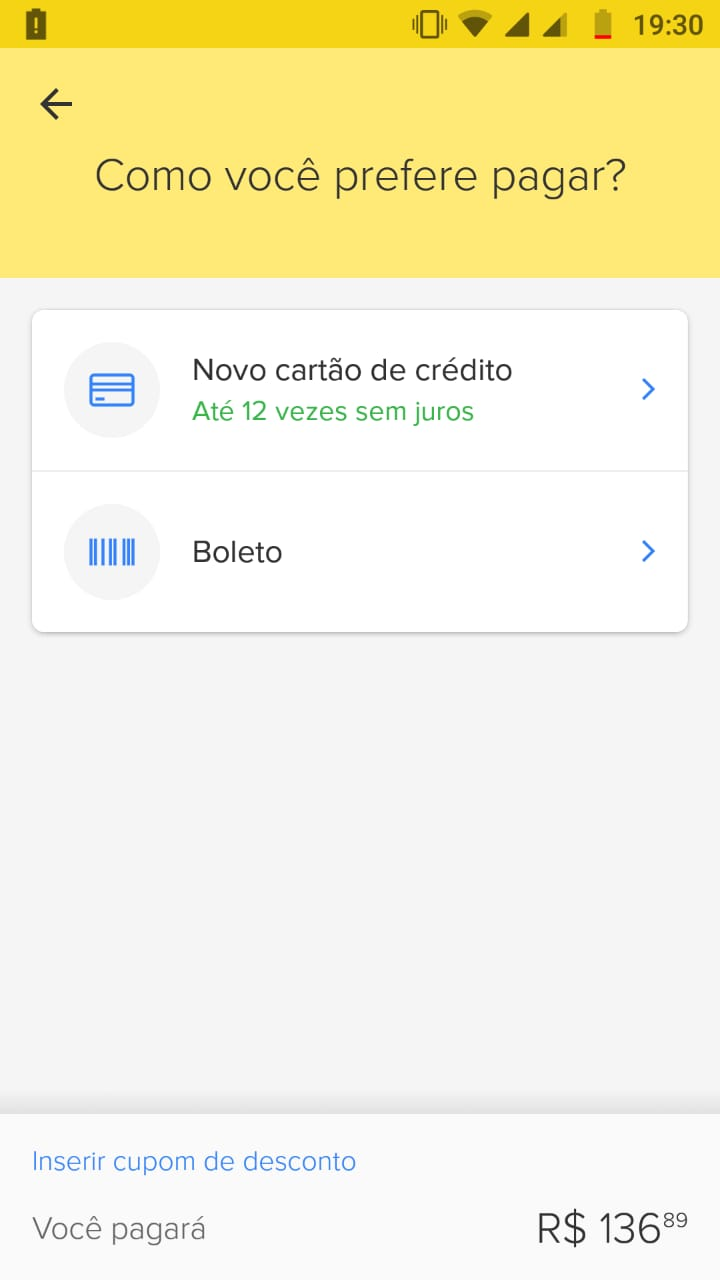 19:30
Como você prefere pagar?
Novo cartão de crédito
Até 12 vezes sem juros
Boleto
Inserir cupom de desconto
Você pagará R$ 136 89